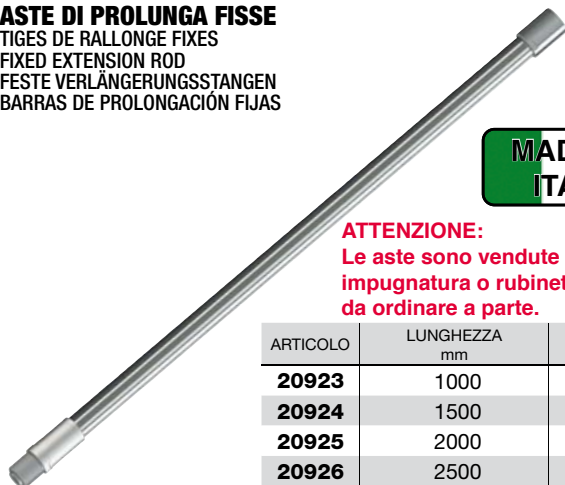 ASTE DI PROLUNGA FISSE
TIGES DE RALLONGE FIXES
FIXED EXTENSION ROD
FESTE VERLÄNGERUNGSSTANGEN
BARRAS DE PROLONGACIÓN FIJAS
ATTENZIONE:
Le aste sono vendute
impugnatura o
da ordinare a parte.
ARTICOLO LUNGHEZZA
mm
20923 1000
20924 1500
20925 2000
20926 2500